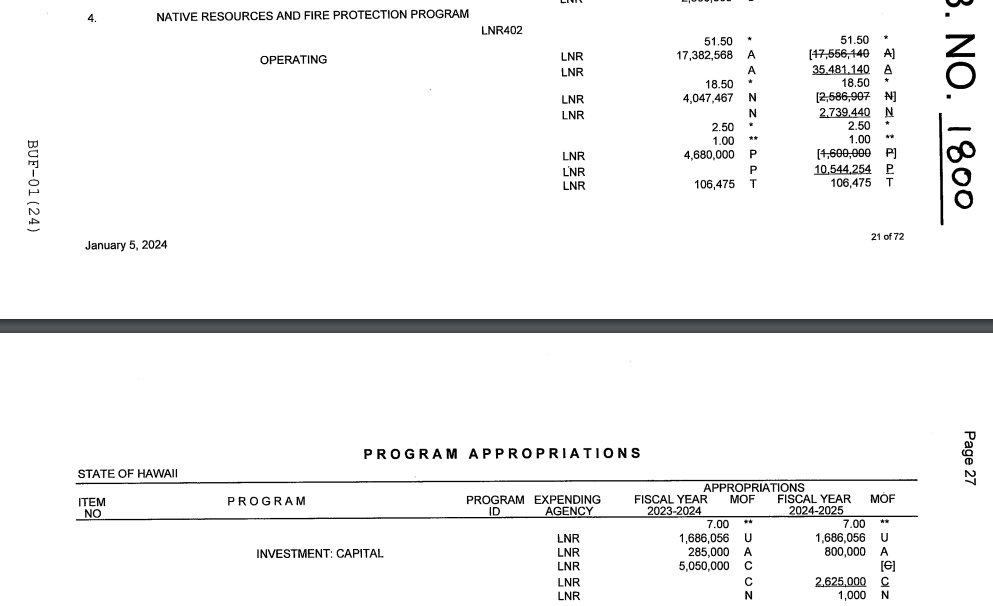 4. NATIVE RESOURCES AND FIRE PROTECTION PROGRAM
LNR402
51.50 * 51.50 *
OPERATING LNR 17,382,568 A [17,556,140 A]
LNR A 35,481,140 A
18.50 * 18.50 *
LNR 4,047,467 N [2,586,907 N]
LNR N 2,739,440 N
2.50 * 2.50 *
1.00 ** 1.00 **
LNR 4,680,000 P [1,600,000 P]
LNR P 10,544,254 P
LNR 106,475 T 106,475 T
January 5, 2024
21 of 72
BUF-01 (24)
B. NO. 1800
Page 27
PROGRAM APPROPRIATIONS
STATE OF HAWAII
APPROPRIATIONS
ITEM PROGRAM PROGRAM EXPENDING FISCAL YEAR MOF FISCAL YEAR MOF
NO ID AGENCY 2023-2024 2024-2025
7.00 ** 7.00 **
LNR 1,686,056 U 1,686,056 U
INVESTMENT: CAPITAL LNR 285,000 A 800,000 A
LNR 5,050,000 C [C]
LNR C 2,625,000 C
LNR N 1,000 N